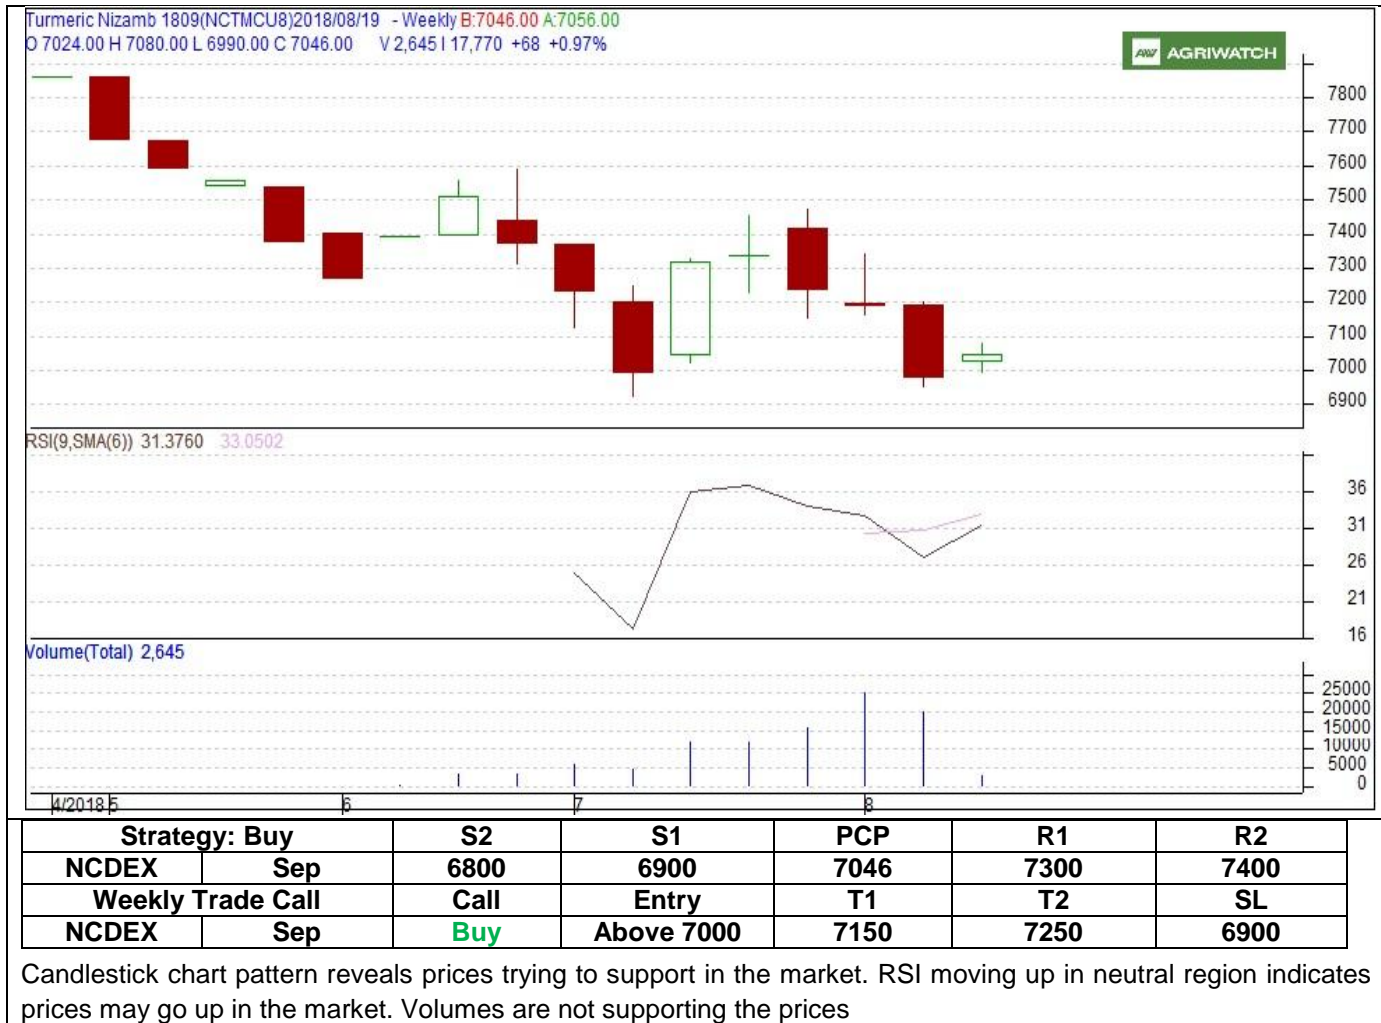 Turmeric Nizamb 1809(NCTMCU8)2018/08/19 - Weekly B:7046.00 A:7056.00
O 7024.00 H 7080.00 L 6990.00 C 7046.00 V 2,645 I 17,770 +68 +0.97%
AW AGRIWATCH
7800
7700
7600
7500
7400
7300
7200
7100
7000
6900
RSI(9,SMA(6)) 31.3760 33.0502
36
31
26
21
16
Volume(Total) 2,645
25000
20000
15000
10000
5000
0
4/2018 5 6 7 8
Strategy: Buy S2 S1 PCP R1 R2
NCDEX Sep 6800 6900 7046 7300 7400
Weekly Trade Call Call Entry T1 T2 SL
NCDEX Sep Buy Above 7000 7150 7250 6900
Candlestick chart pattern reveals prices trying to support in the market. RSI moving up in neutral region indicates
prices may go up in the market. Volumes are not supporting the prices